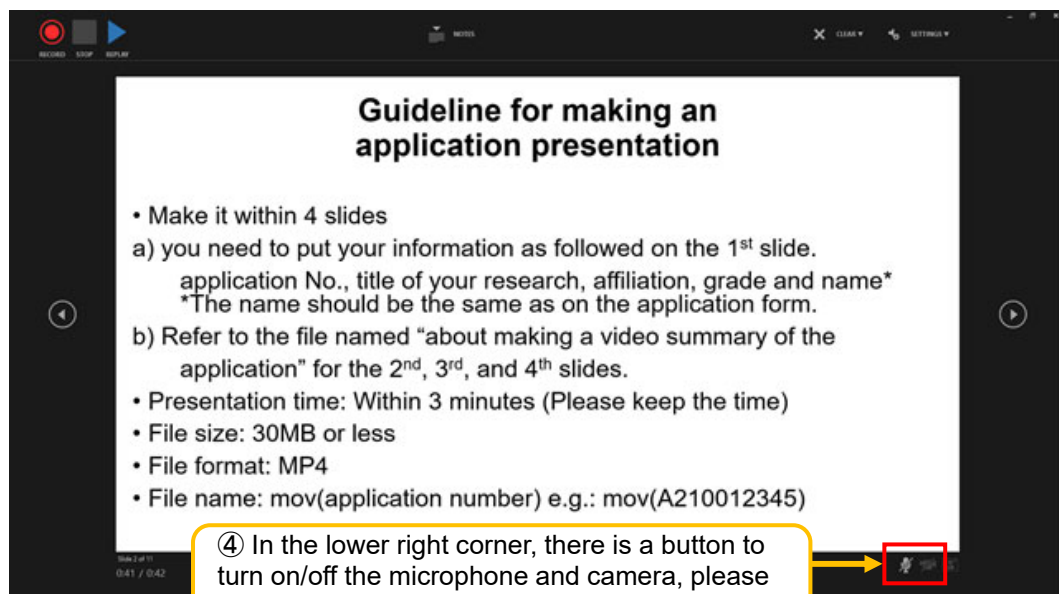 RECORD STOP REPLAY
NOTES
CLEAR
SETTINGS
Guideline for making an
application presentation
• Make it within 4 slides
a) you need to put your information as followed on the 1st slide.
application No., title of your research, affiliation, grade and name*
*The name should be the same as on the application form.
b) Refer to the file named “about making a video summary of the
application” for the 2nd, 3rd, and 4th slides.
• Presentation time: Within 3 minutes (Please keep the time)
• File size: 30MB or less
• File format: MP4
• File name: mov(application number) e.g.: mov(A210012345)
④ In the lower right corner, there is a button to
turn on/off the microphone and camera, please
Slide 2 of 11
0:41 / 0:42